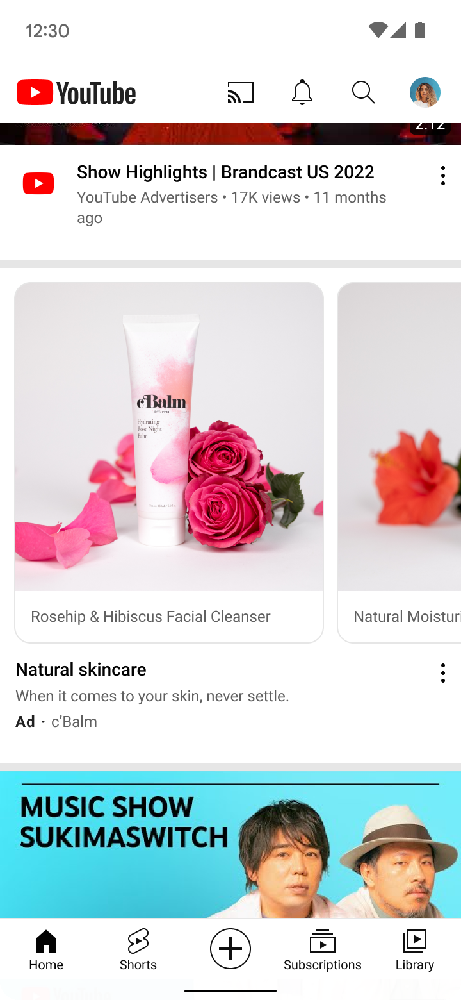 12:30
YouTube
2:12
Show Highlights | Brandcast US 2022
YouTube Advertisers • 17K views • 11 months
ago
cBalm
EST. 1990
Hydrating
Rose Night
Balm
Rosehip & Hibiscus Facial Cleanser
Natural Moisturi
Natural skincare
When it comes to your skin, never settle.
Ad · c’Balm
MUSIC SHOW
SUKIMASWITCH
Home
Shorts
Subscriptions
Library